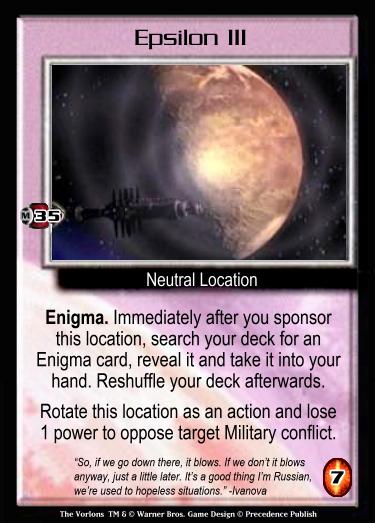 Epsilon III
M 35
Neutral Location
Enigma. Immediately after you sponsor
this location, search your deck for an
Enigma card, reveal it and take it into your
hand. Reshuffle your deck afterwards.
Rotate this location as an action and lose
1 power to oppose target Military conflict.
"So, if we go down there, it blows. If we don't it blows
anyway, just a little later. It's a good thing I'm Russian,
we're used to hopeless situations." -Ivanova
7
The Vorlons TM & © Warner Bros. Game Design © Precedence Publish